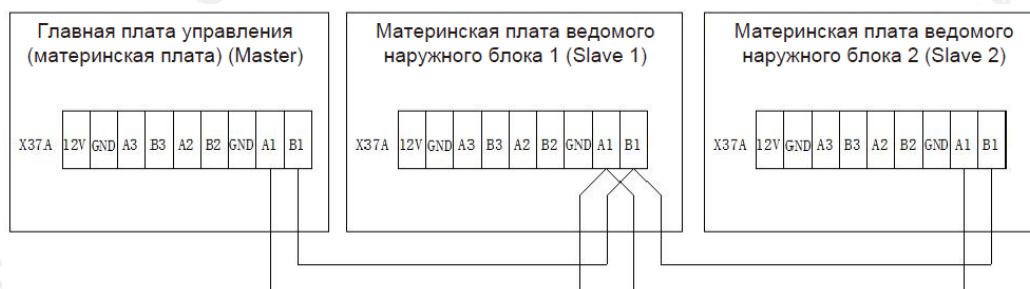 Главная плата управления
(материнская плата) (Master)
Материнская плата ведомого
наружного блока 1 (Slave 1)
Материнская плата ведомого
наружного блока 2 (Slave 2)
X37A 12V GND A3 B3 A2 B2 GND A1 B1
X37A 12V GND A3 B3 A2 B2 GND A1 B1
X37A 12V GND A3 B3 A2 B2 GND A1 B1